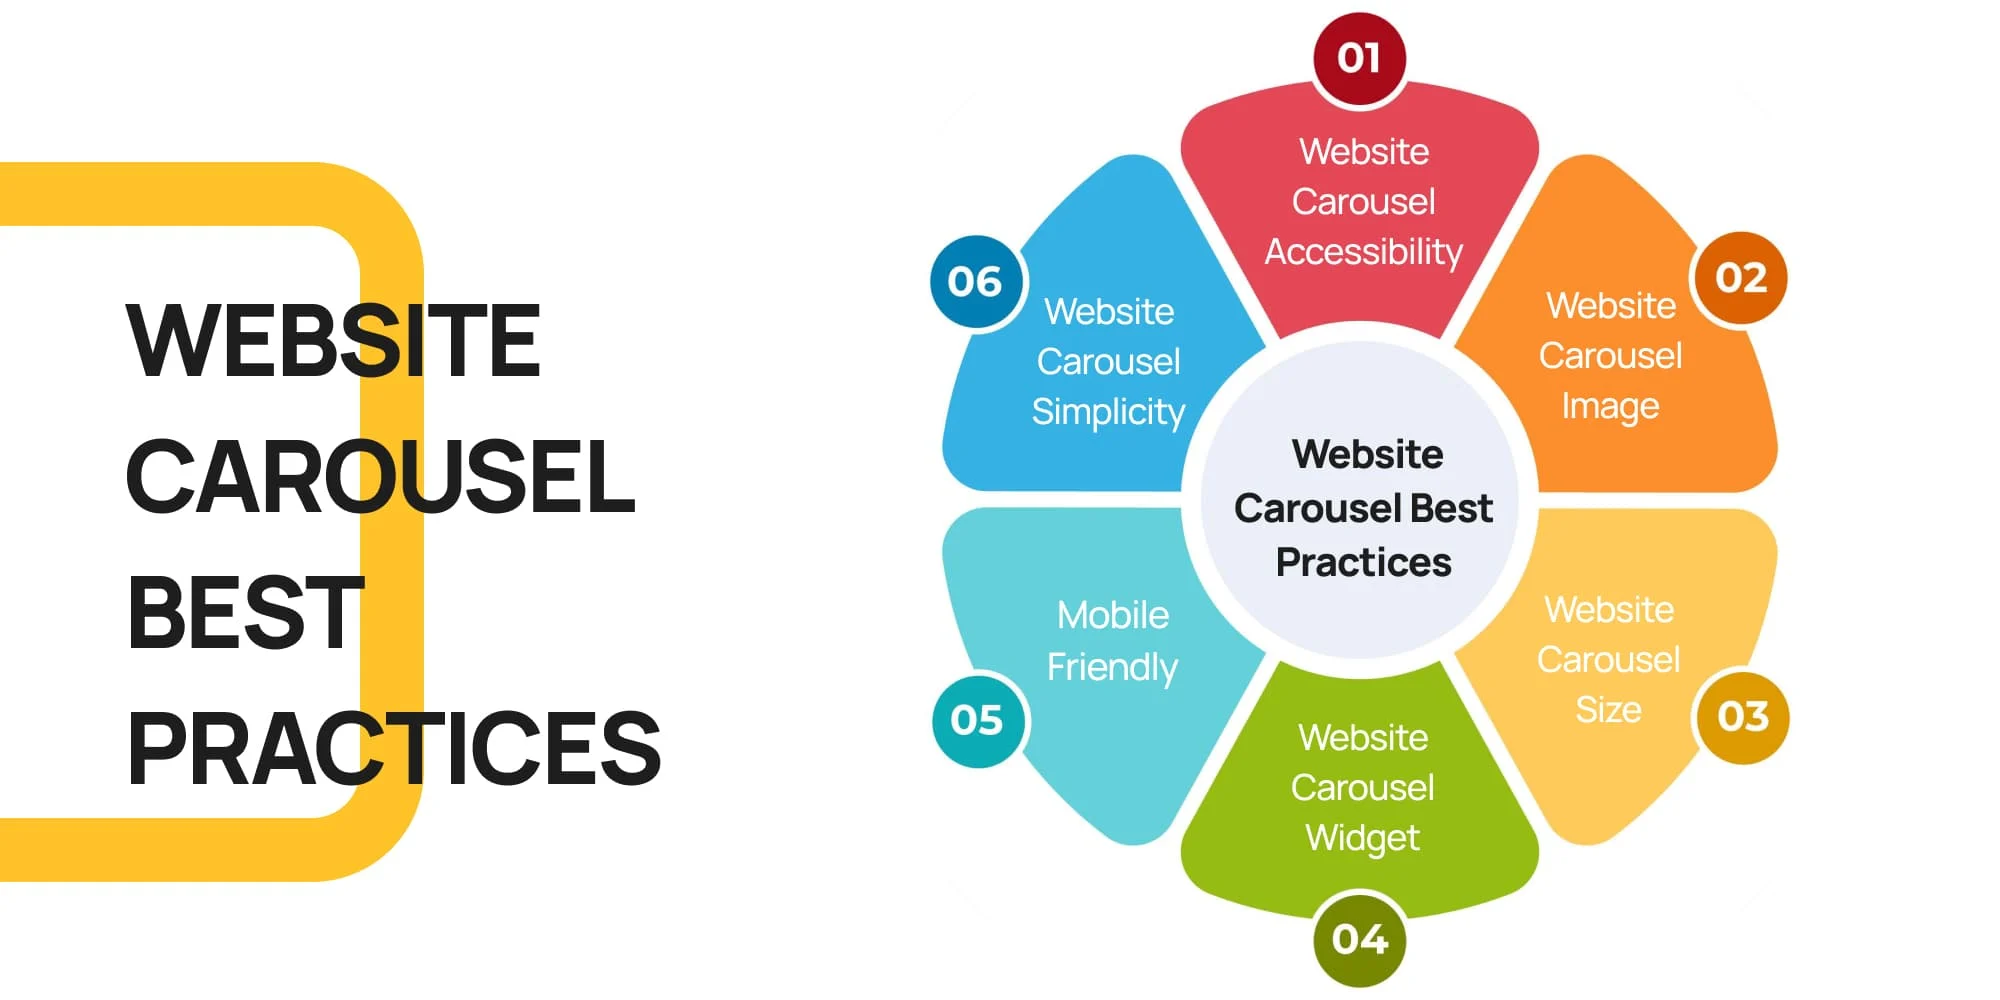 WEBSITE
CAROUSEL
BEST
PRACTICES
01
Website
Carousel
Accessibility
02
Website
Carousel
Image
03
Website
Carousel
Size
04
Website
Carousel
Widget
05
Mobile
Friendly
06
Website
Carousel
Simplicity
Website
Carousel Best
Practices